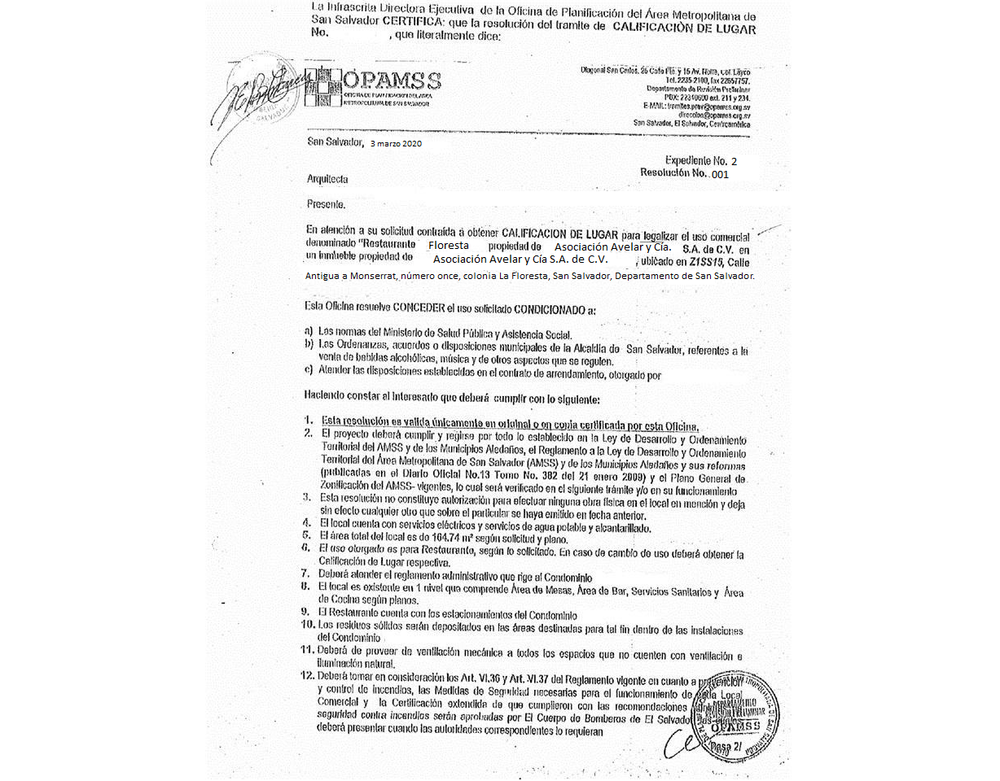 La Infrascrita Directora Ejecutiva de la Oficina de Planificación del Área Metropolitana de
San Salvador CERTIFICA: que la resolución del tramite de CALIFICACIÒN DE LUGAR
No. , que literalmente dice:
OPAMSS
OFICINA DE PLANIFICACION DEL AREA
METROPOLITANA DE SAN SALVADOR
Diagonal San Carlos, 25 Calle Pte. y 15 Av. Norte, Col. Layco
Tel. 2235-2100, fax 22657757.
Departamento de Revisión Preliminar
PBX: 22340600 ext. 211 y 234.
E-MAIL: tramites.prev@opamss.org.sv
direccion@opamss.org.sv
San Salvador, El Salvador, Centroamérica
San Salvador, 3 marzo 2020
Expediente No. 2
Resolución No. 001
Arquitecta
Presente.
En atención a su solicitud contraída a obtener CALIFICACION DE LUGAR para legalizar el uso comercial
denominado "Restaurante Floresta propiedad de Asociación Avelar y Cía. S.A. de C.V. en
un inmueble propiedad de Asociación Avelar y Cía S.A. de C.V. , ubicado en Z1SS15, Calle
Antigua a Monserrat, número once, colonia La Floresta, San Salvador, Departamento de San Salvador.
Esta Oficina resuelve CONCEDER el uso solicitado CONDICIONADO a:
a) Las normas del Ministerio de Salud Pública y Asistencia Social.
b) Las Ordenanzas, acuerdos o disposiciones municipales de la Alcaldía de San Salvador, referentes a la
venta de bebidas alcohólicas, música y de otros aspectos que se regulen.
c) Atender las disposiciones establecidas en el contrato de arrendamiento, otorgado por
Haciendo constar al Interesado que deberá cumplir con lo siguiente:
1. Esta resolución es valida únicamente en original o en copia certificada por esta Oficina.
2. El proyecto deberá cumplir y regirse por todo lo establecido en la Ley de Desarrollo y Ordenamiento
Territorial del AMSS y de los Municipios Aledaños, el Reglamento a la Ley de Desarrollo y Ordenamiento
Territorial del Área Metropolitana de San Salvador (AMSS) y de los Municipios Aledaños y sus reformas
(publicadas en el Diario Oficial No.13 Tomo No. 382 del 21 enero 2009) y el Plano General de
Zonificación del AMSS- vigentes, lo cual será verificado en el siguiente trámite y/o en su funcionamiento
3. Esta resolución no constituye autorización para efectuar ninguna obra física en el local en mención y deja
sin efecto cualquier otro que sobre el particular se haya emitido en fecha anterior.
4. El local cuenta con servicios eléctricos y servicios de agua potable y alcantarillado.
5. El área total del local es de 164.74 m² según solicitud y plano.
6. El uso otorgado es para Restaurante, según lo solicitado. En caso de cambio de uso deberá obtener la
Calificación de Lugar respectiva.
7. Deberá atender el reglamento administrativo que rige al Condominio
8. El local es existente en 1 nivel que comprende Área de Mesas, Área de Bar, Servicios Sanitarios y Área
de Cocina según planos.
9. El Restaurante cuenta con los estacionamientos del Condominio
10. Los residuos sólidos serán depositados en las áreas destinadas para tal fin dentro de las instalaciones
del Condominio
11. Deberá de proveer de ventilación mecánica a todos los espacios que no cuenten con ventilación e
iluminación natural.
12. Deberá tomar en consideración los Art. VI.36 y Art. VI.37 del Reglamento vigente en cuanto a prevención
y control de incendios, las Medidas de Seguridad necesarias para el funcionamiento de este Local
Comercial y la Certificación extendida de que cumplieron con las recomendaciones
seguridad contra incendios serán aprobadas por El Cuerpo de Bomberos de El Salvador las cuales
deberá presentar cuando las autoridades correspondientes lo requieran
DEPARTAMENTO
REVISIÓN PRELIMINAR
OPAMSS
Pasa 2/